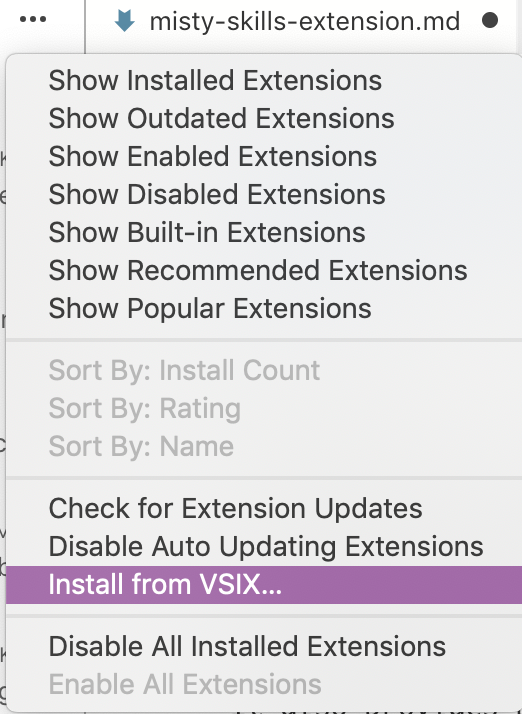 ••• misty-skills-extension.md
Show Installed Extensions
Show Outdated Extensions
Show Enabled Extensions
Show Disabled Extensions
Show Built-in Extensions
Show Recommended Extensions
Show Popular Extensions
Sort By: Install Count
Sort By: Rating
Sort By: Name
Check for Extension Updates
Disable Auto Updating Extensions
Install from VSIX...
Disable All Installed Extensions
Enable All Extensions